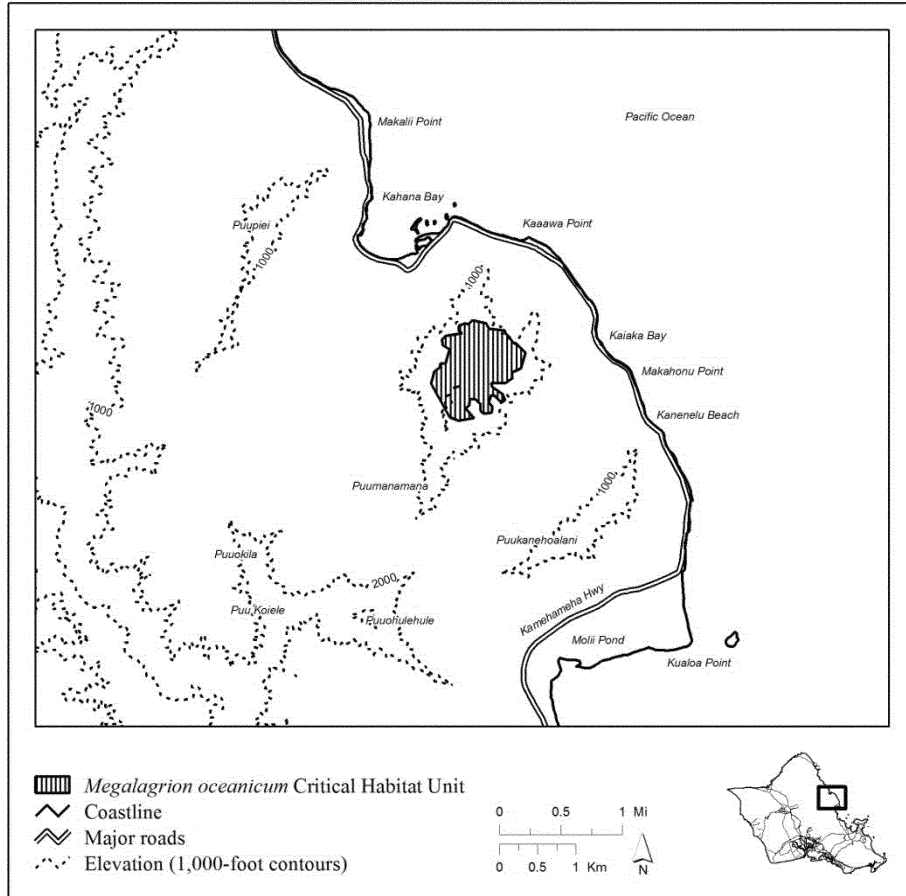 Makalii Point
Pacific Ocean
Kahana Bay
Puupiei
Kaaawa Point
1000
1000
Kaiaka Bay
Makahonu Point
1000
Kanenelu Beach
1000
Puumanamana
Puukanehoalani
Puuokila
2000
Puu Koiele
Puuohulehule
Kamehameha Hwy
Molii Pond
Kualoa Point
Megalagrion oceanicum Critical Habitat Unit
Coastline
Major roads
Elevation (1,000-foot contours)
0 0.5 1 Mi
0 0.5 1 Km
N